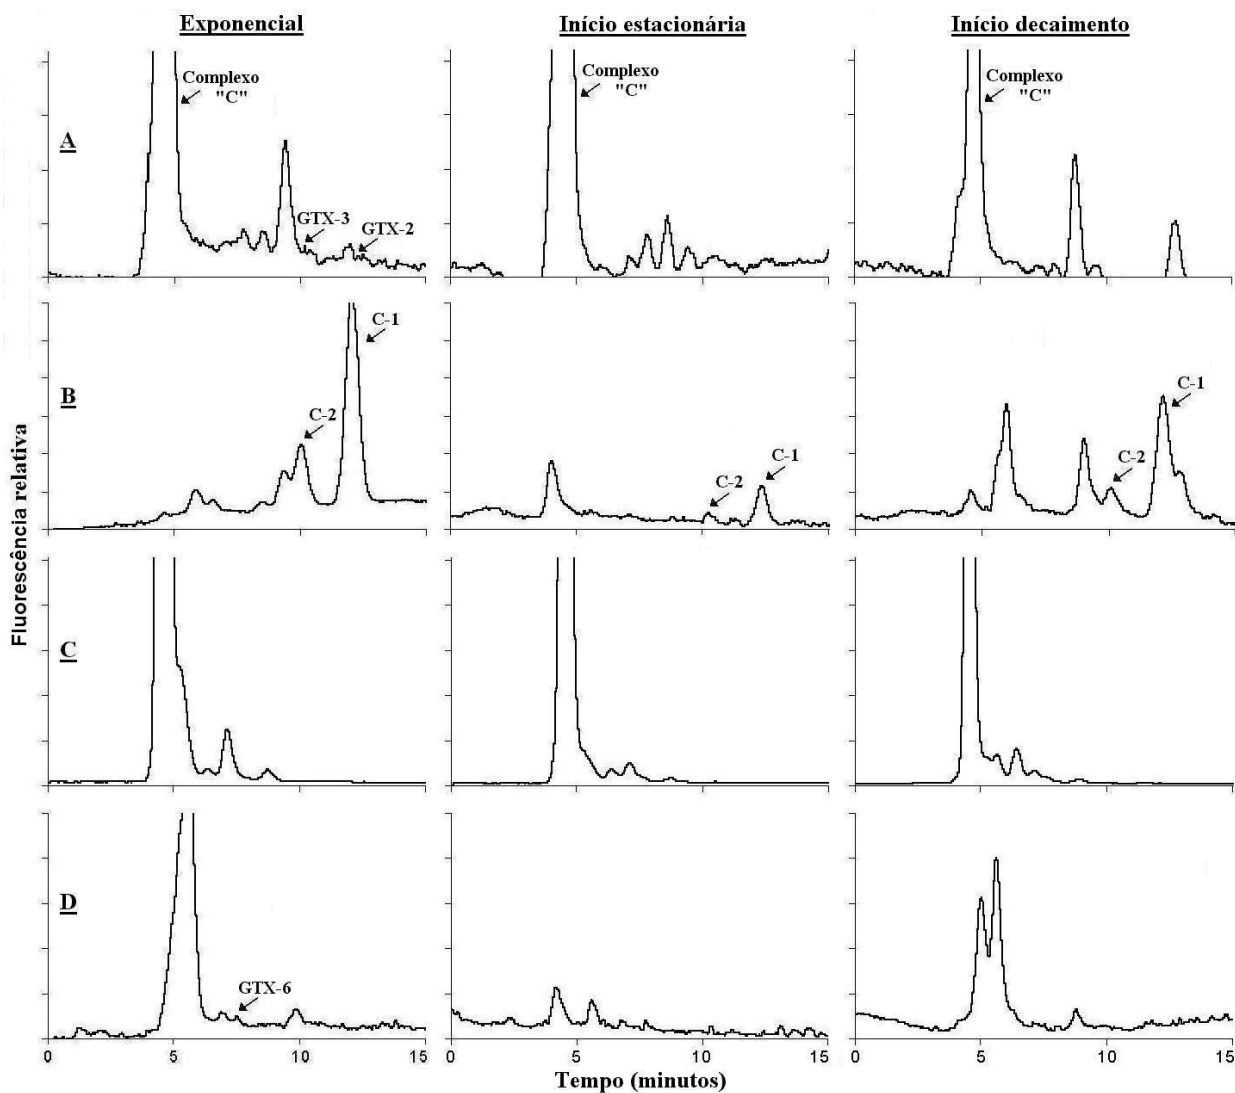 Exponencial
Início estacionária
Início decaimento
Complexo
"C"
Complexo
"C"
Complexo
"C"
A
GTX-3
GTX-2
C-1
B
C-2
C-2
C-1
C-1
C-2
Fluorescência relativa
C
D
GTX-6
0 5 10 15
0 5 10 15
0 5 10 15
Tempo (minutos)